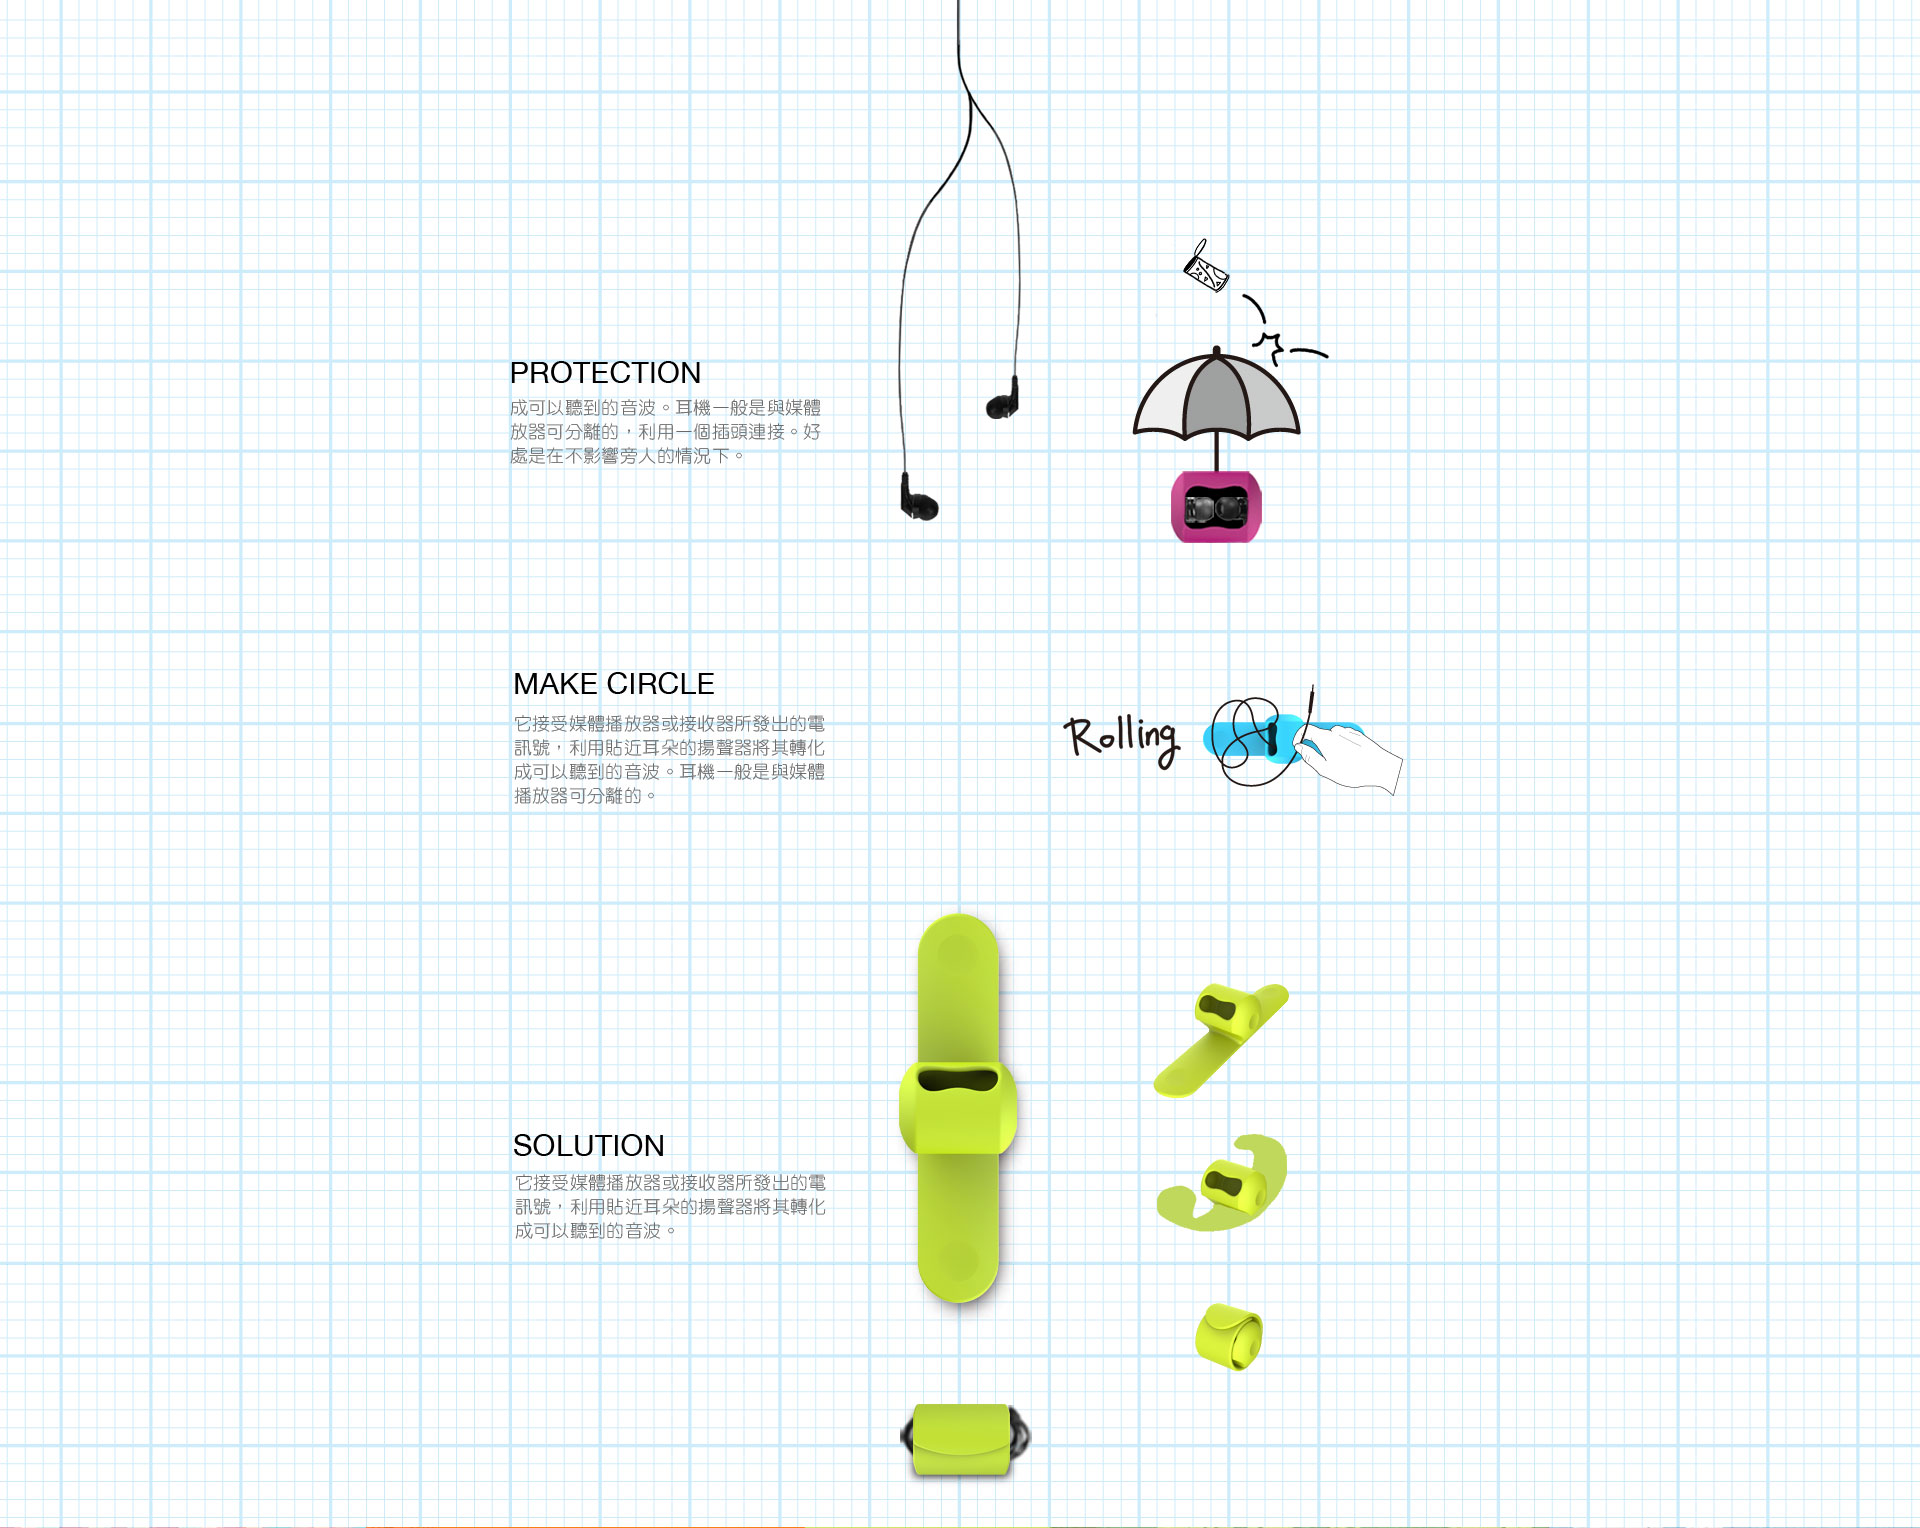 PROTECTION
成可以聽到的音波。耳機一般是與媒體
放器可分離的,利用一個插頭連接。好
處是在不影響旁人的情況下。
MAKE CIRCLE
它接受媒體播放器或接收器所發出的電
訊號,利用貼近耳朵的揚聲器將其轉化
成可以聽到的音波。耳機一般是與媒體
播放器可分離的。
Rolling
SOLUTION
它接受媒體播放器或接收器所發出的電
訊號,利用貼近耳朵的揚聲器將其轉化
成可以聽到的音波。